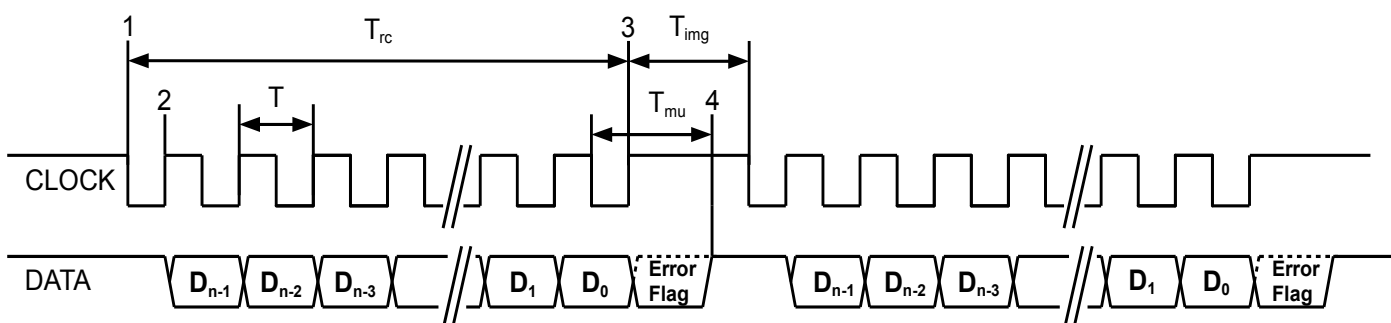 1 T_rc 3 T_img
2 T T_mu 4
CLOCK
DATA D_n-1 D_n-2 D_n-3 D_1 D_0 Error Flag D_n-1 D_n-2 D_n-3 D_1 D_0 Error Flag